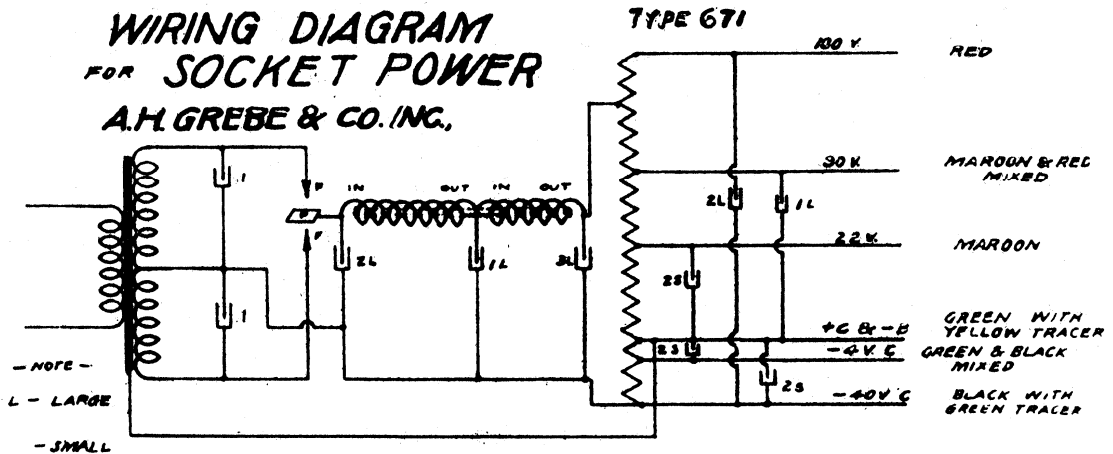 WIRING DIAGRAM
FOR SOCKET POWER
A.H. GREBE & CO. INC.,
TYPE 671
180 V. RED
90 V. MAROON & RED
MIXED
22 V. MAROON
+C & -B GREEN WITH
YELLOW TRACER
-4 V. C GREEN & BLACK
MIXED
-40 V C BLACK WITH
GREEN TRACER
.1
.1
F
P
F
IN OUT IN OUT
2L
1L
3L
2L
1L
2S
2S
2S
- NOTE -
L - LARGE
- SMALL